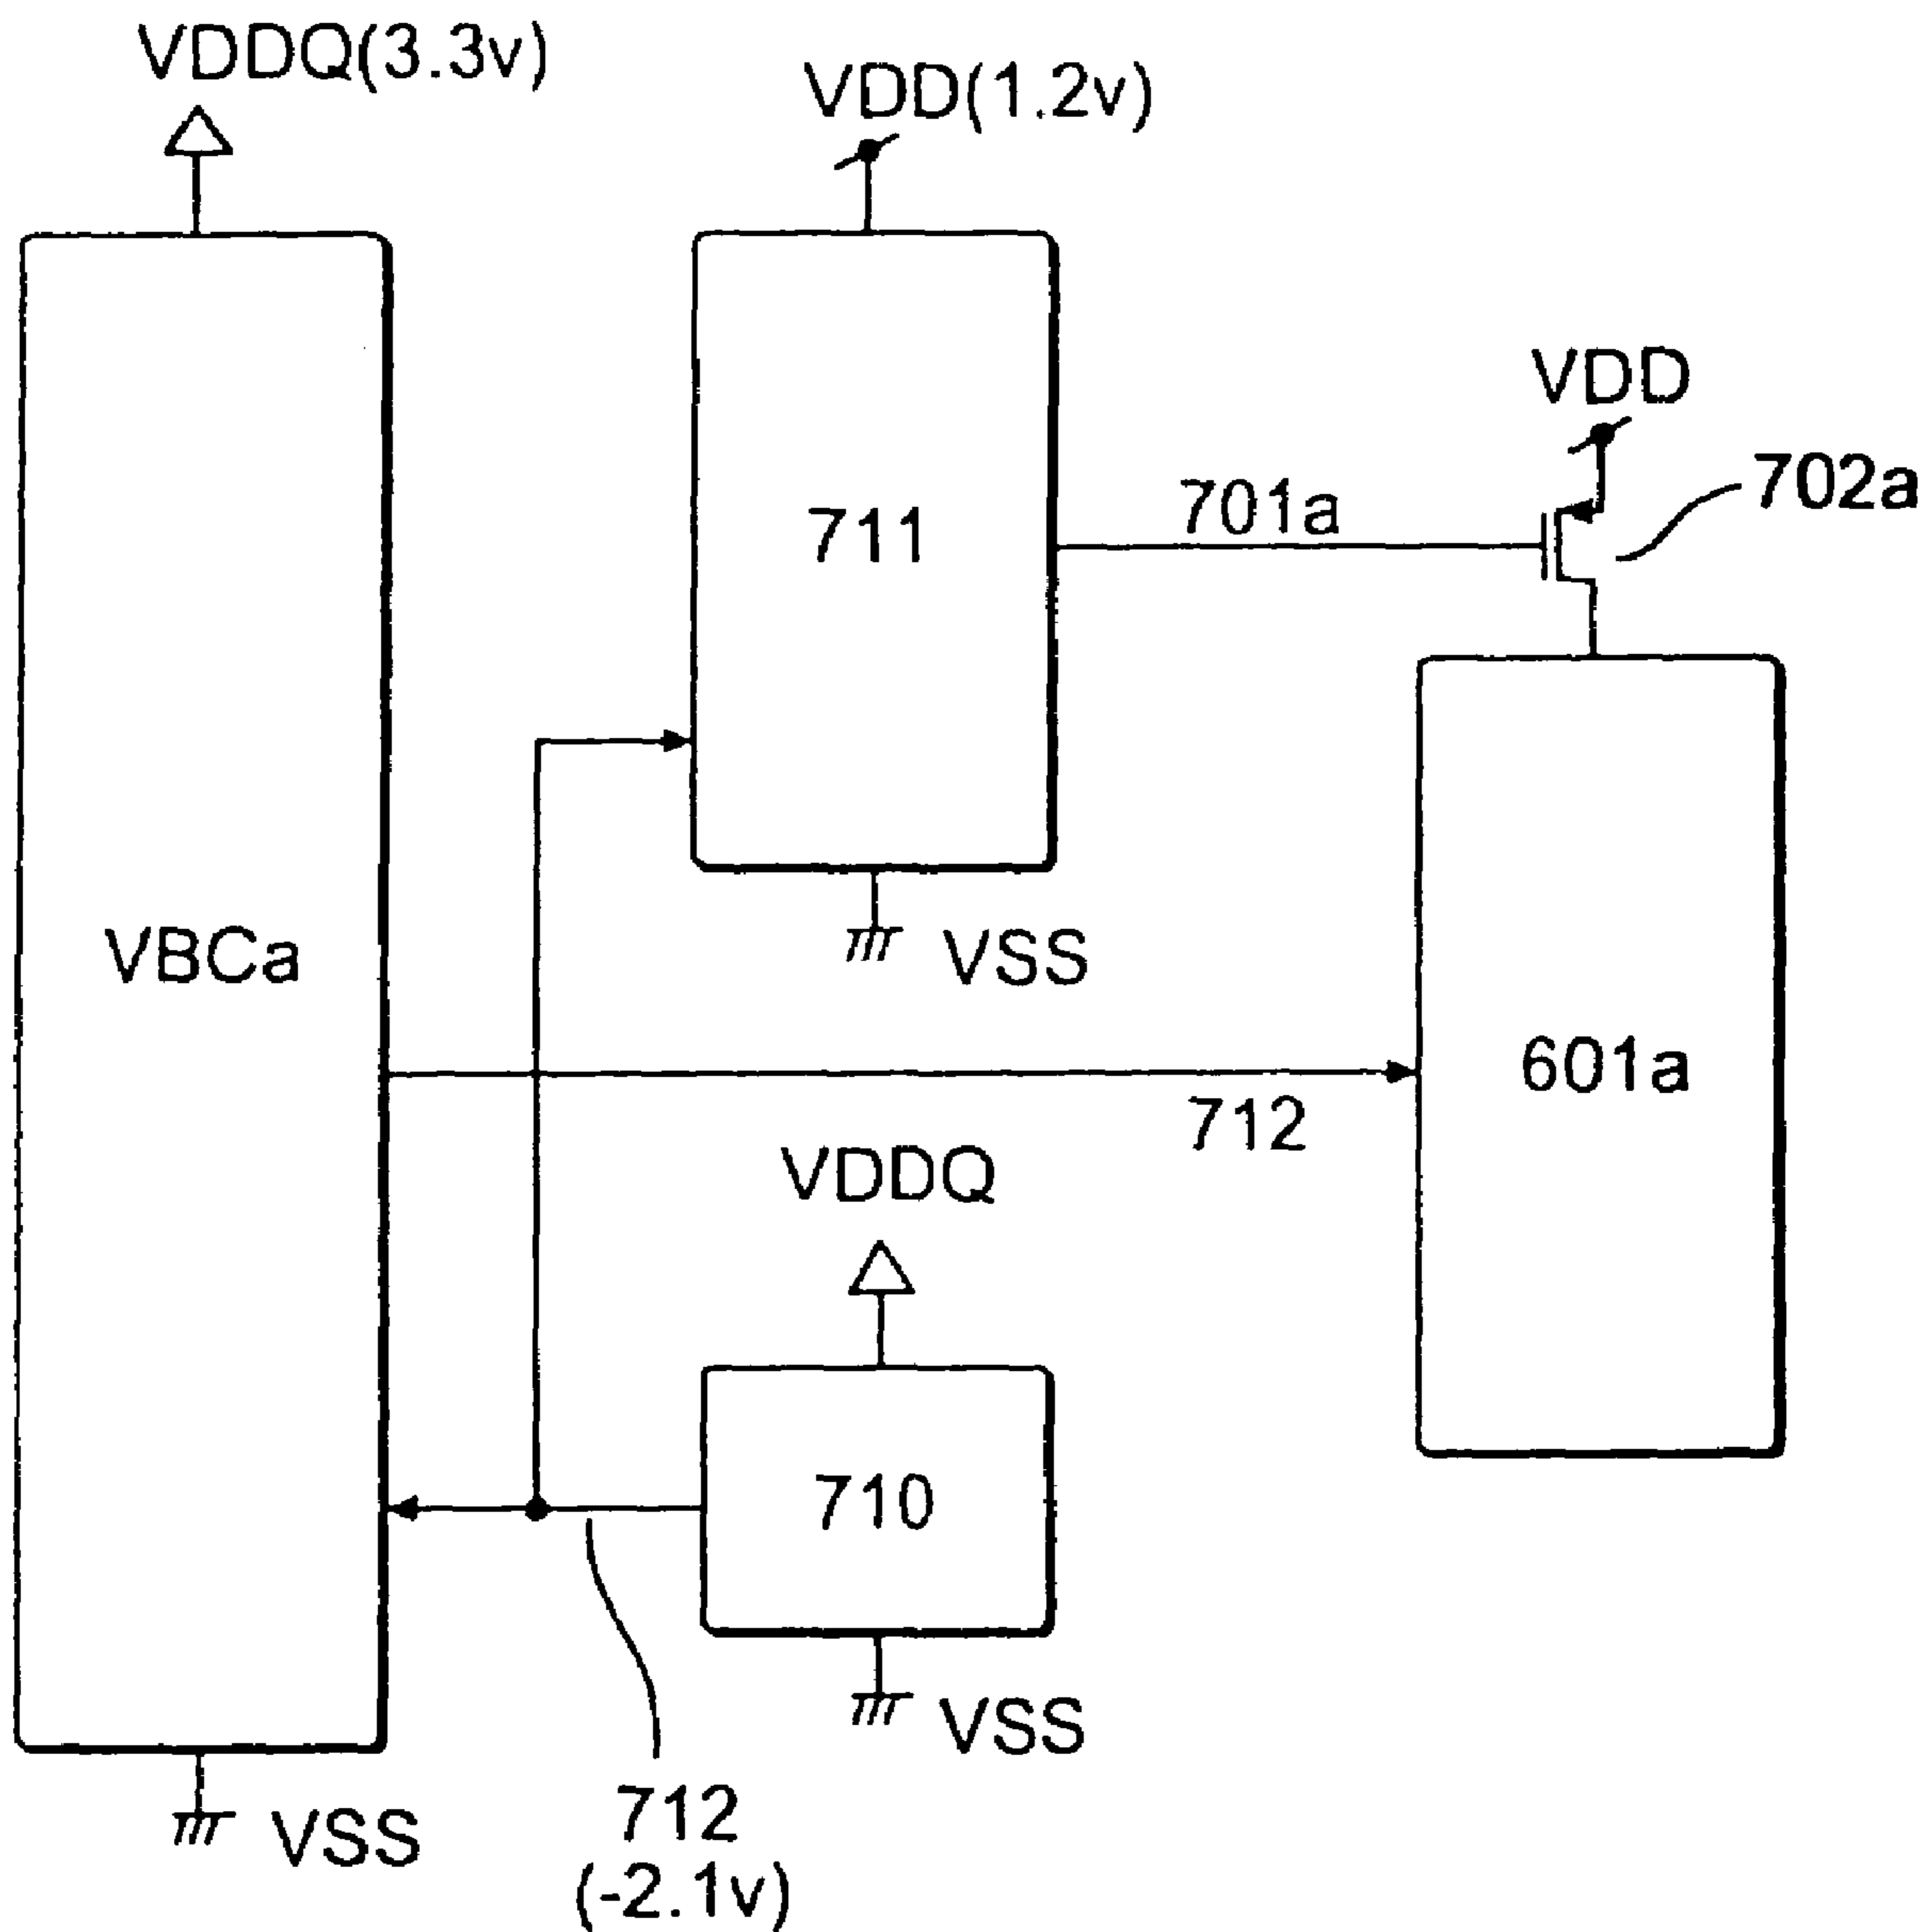 VDDQ(3.3v)
VDD(1.2v)
VDD
702a
701a
711
VBCa
VSS
601a
712
VDDQ
710
VSS
712
(-2.1v)
VSS